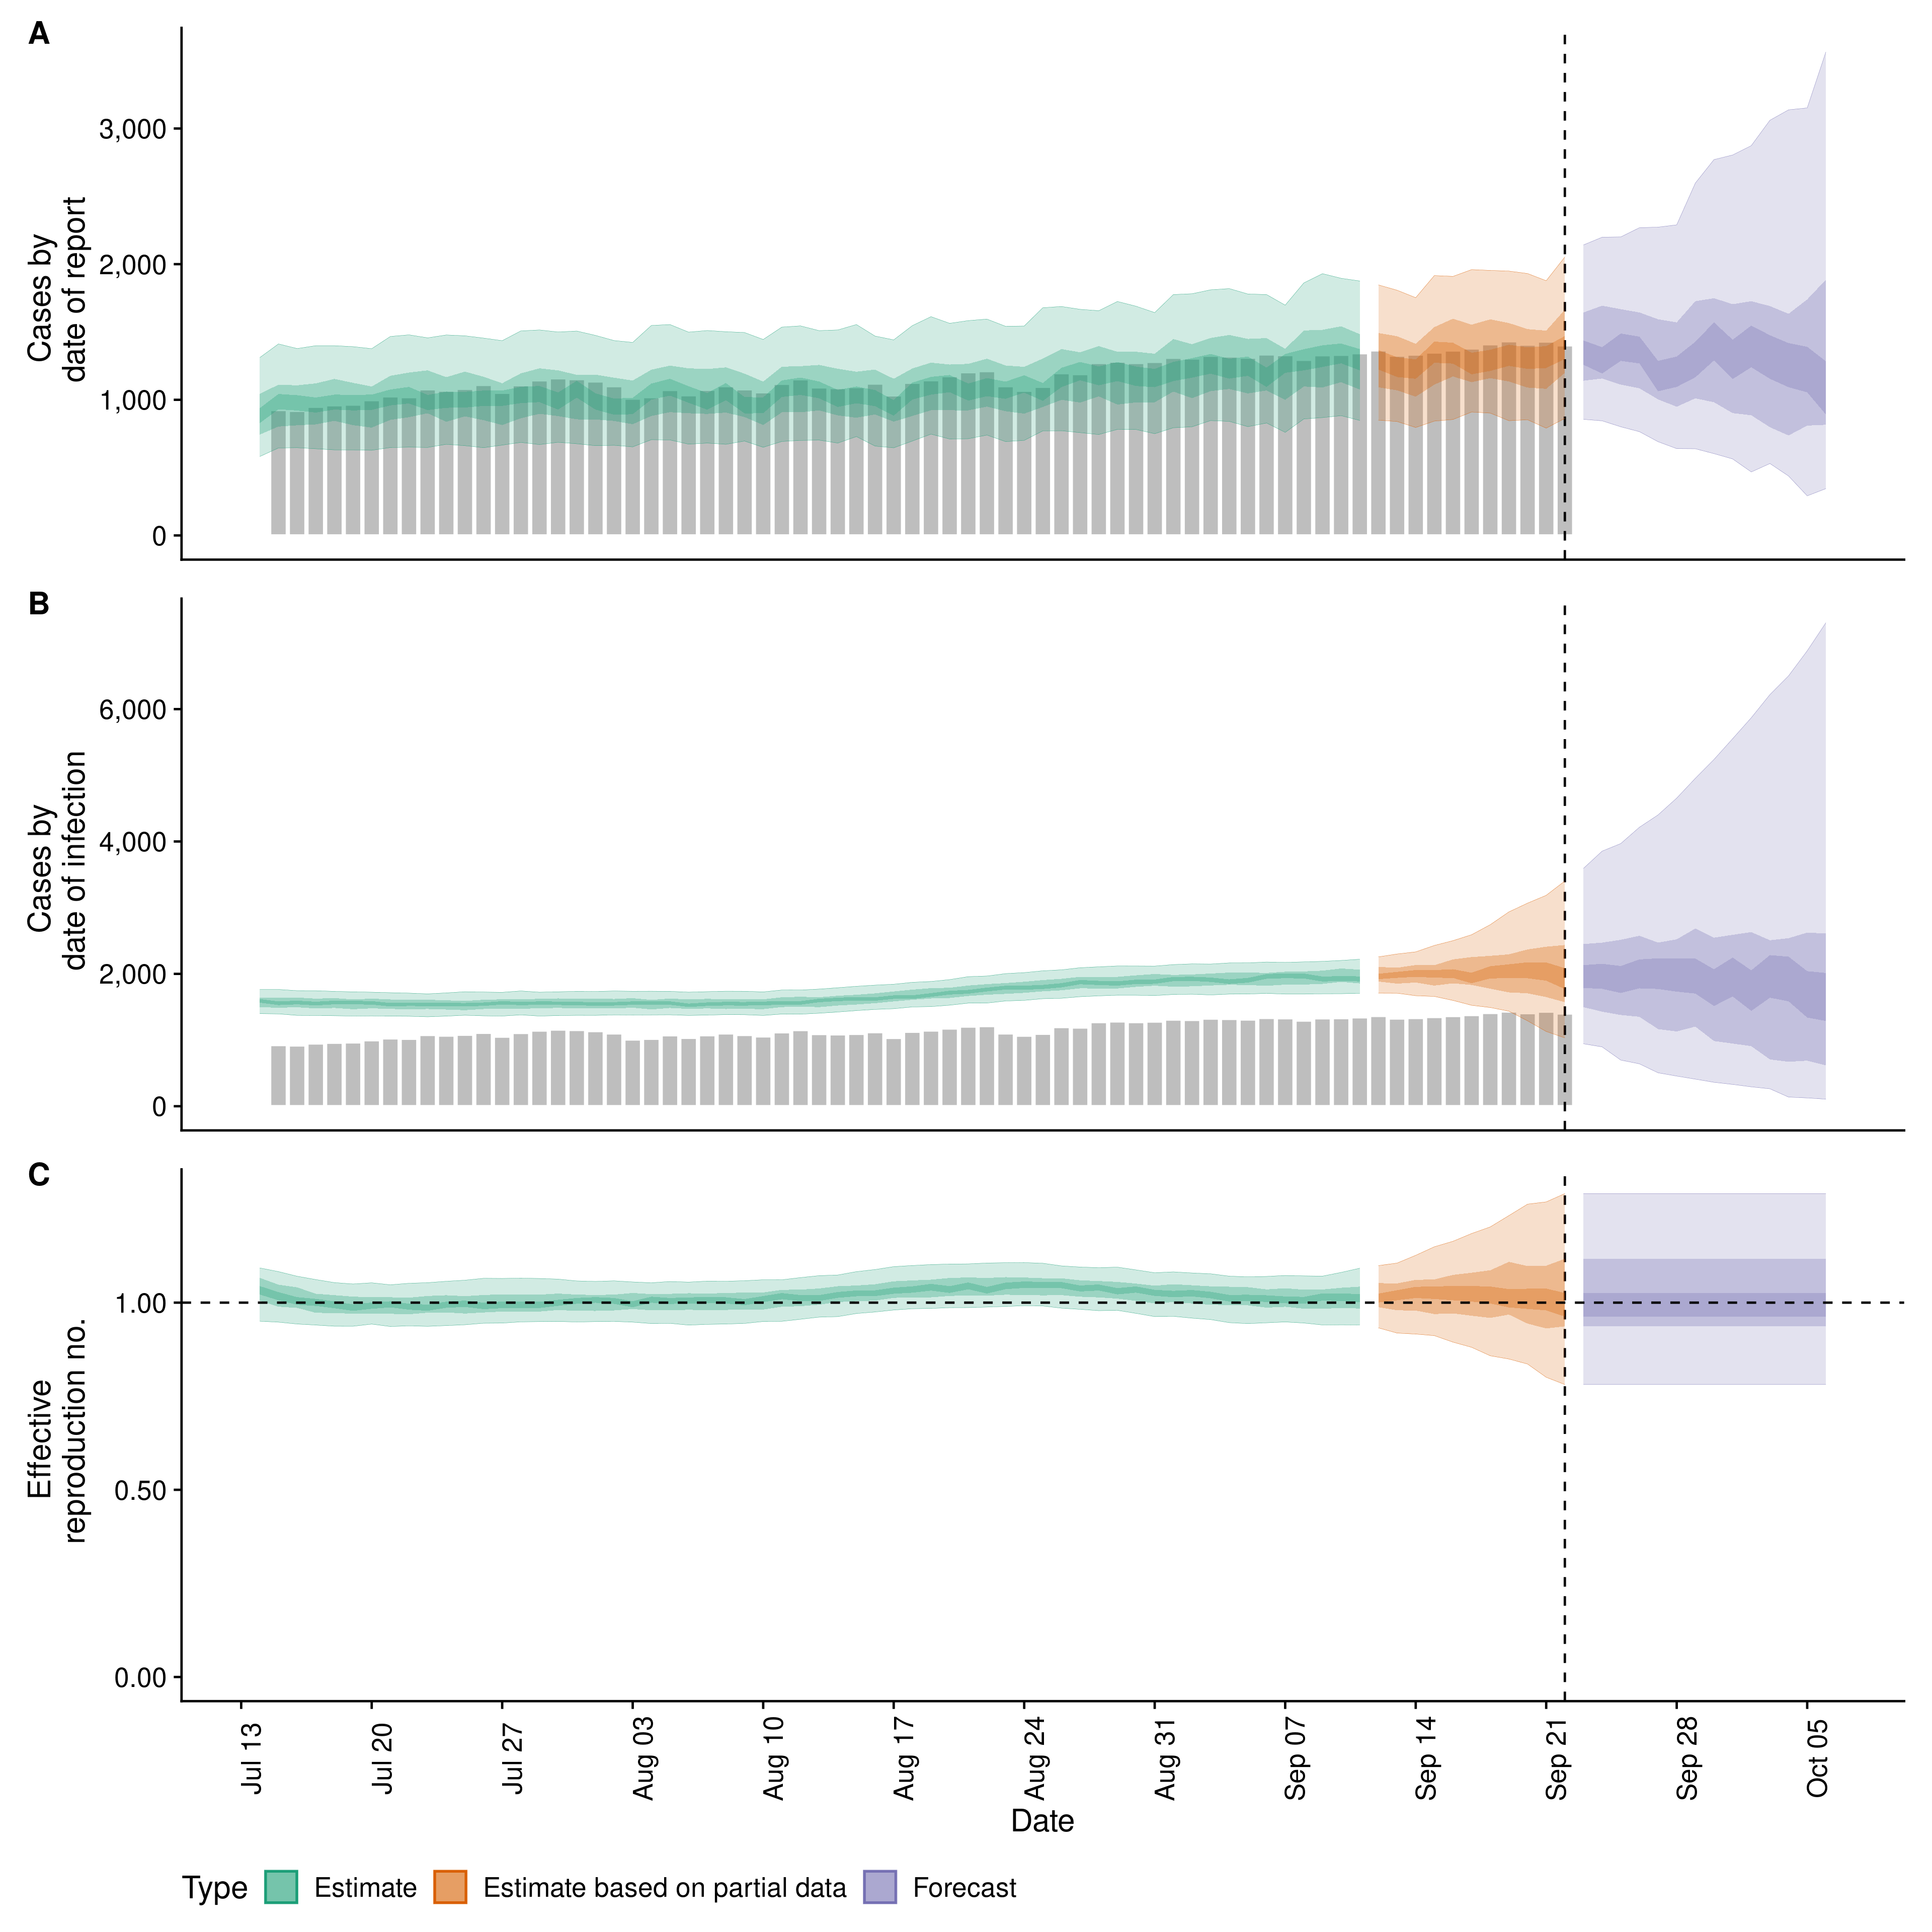 A
Cases by
date of report
3,000
2,000
1,000
0
B
Cases by
date of infection
6,000
4,000
2,000
0
C
Effective
reproduction no.
1.00
0.50
0.00
Jul 13
Jul 20
Jul 27
Aug 03
Aug 10
Aug 17
Aug 24
Aug 31
Sep 07
Sep 14
Sep 21
Sep 28
Oct 05
Date
Type Estimate Estimate based on partial data Forecast